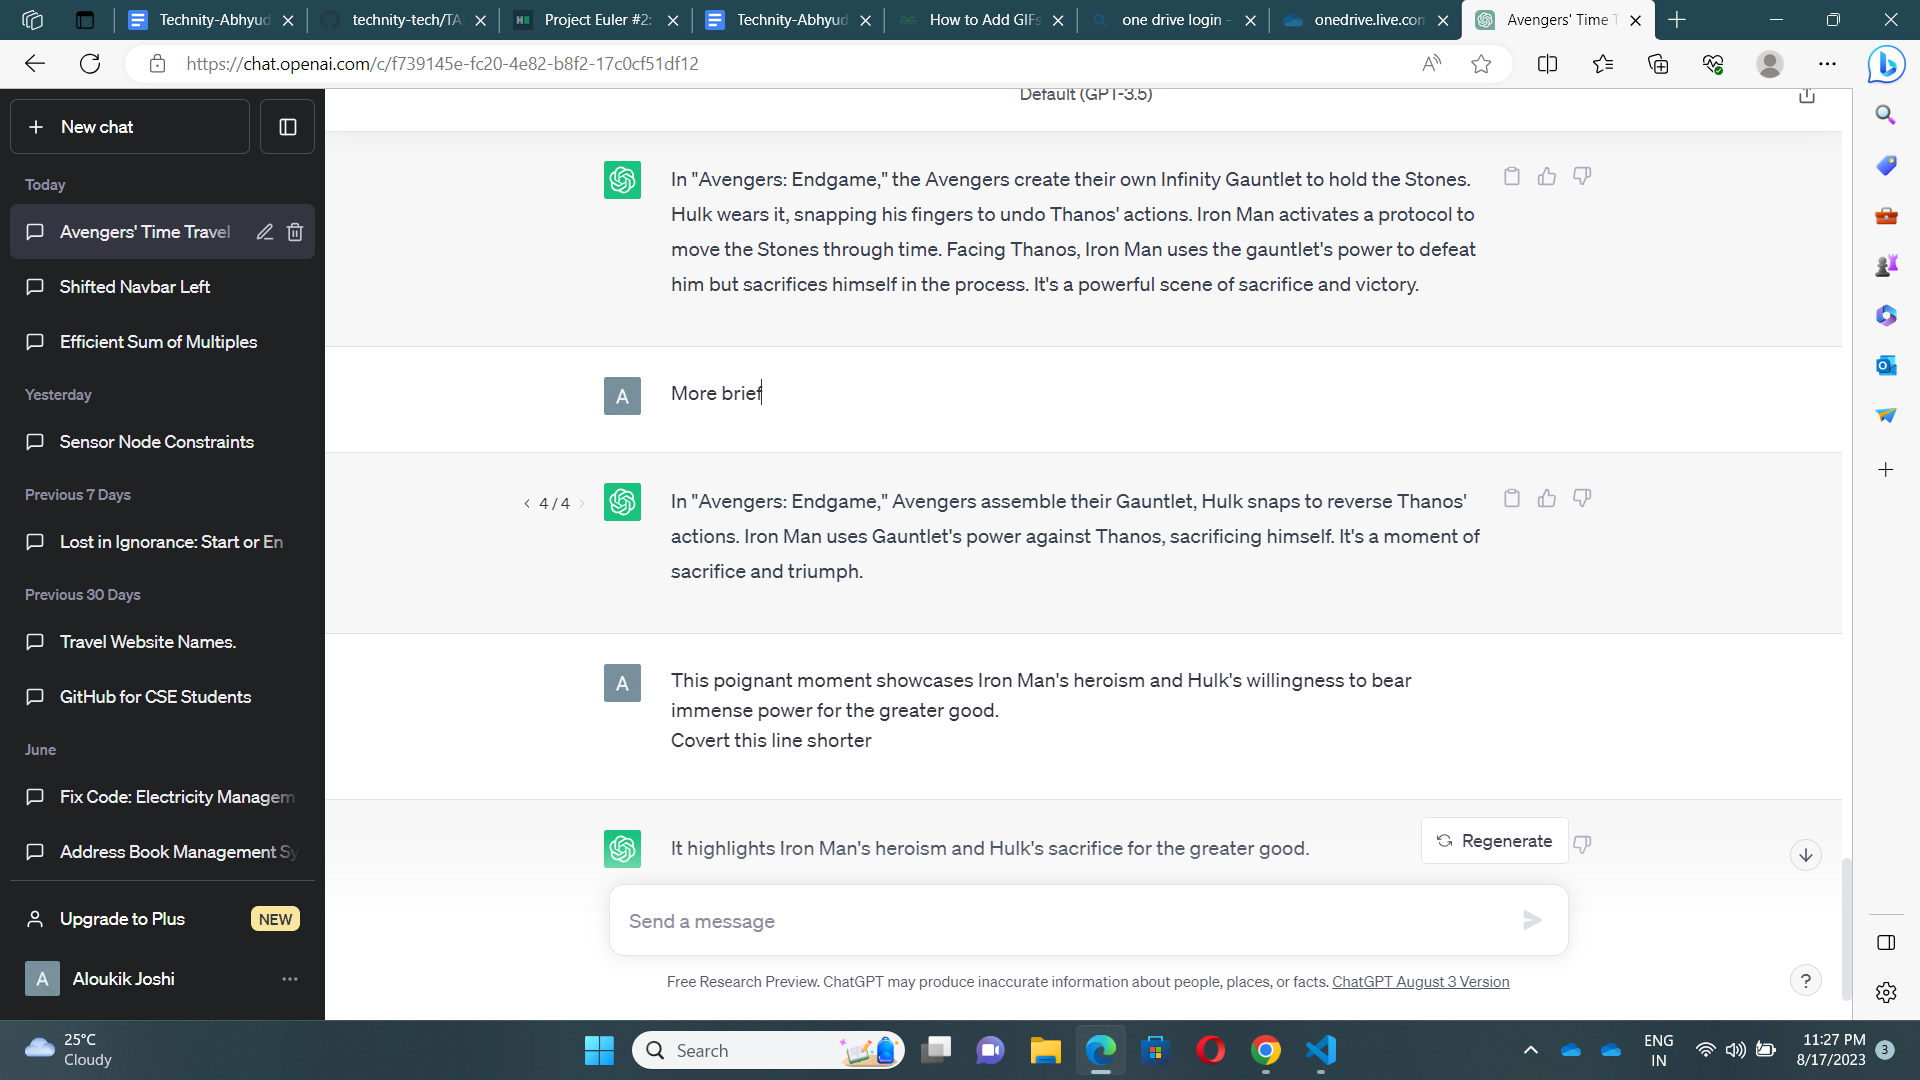 Technity-Abhyud
technity-tech/TA
Project Euler #2:
Technity-Abhyud
How to Add GIFs
one drive login -
onedrive.live.com
Avengers' Time T
https://chat.openai.com/c/f739145e-fc20-4e82-b8f2-17c0cf51df12
New chat
Today
Avengers' Time Travel
Shifted Navbar Left
Efficient Sum of Multiples
Yesterday
Sensor Node Constraints
Previous 7 Days
Lost in Ignorance: Start or En
Previous 30 Days
Travel Website Names.
GitHub for CSE Students
June
Fix Code: Electricity Managem
Address Book Management Sy
Upgrade to Plus
NEW
A
Aloukik Joshi
Default (GPT-3.5)
In "Avengers: Endgame," the Avengers create their own Infinity Gauntlet to hold the Stones.
Hulk wears it, snapping his fingers to undo Thanos' actions. Iron Man activates a protocol to
move the Stones through time. Facing Thanos, Iron Man uses the gauntlet's power to defeat
him but sacrifices himself in the process. It's a powerful scene of sacrifice and victory.
A
More brief
4 / 4
In "Avengers: Endgame," Avengers assemble their Gauntlet, Hulk snaps to reverse Thanos'
actions. Iron Man uses Gauntlet's power against Thanos, sacrificing himself. It's a moment of
sacrifice and triumph.
A
This poignant moment showcases Iron Man's heroism and Hulk's willingness to bear
immense power for the greater good.
Covert this line shorter
It highlights Iron Man's heroism and Hulk's sacrifice for the greater good.
Regenerate
Send a message
Free Research Preview. ChatGPT may produce inaccurate information about people, places, or facts. ChatGPT August 3 Version
?
25°C
Cloudy
Search
ENG
IN
11:27 PM
8/17/2023
3